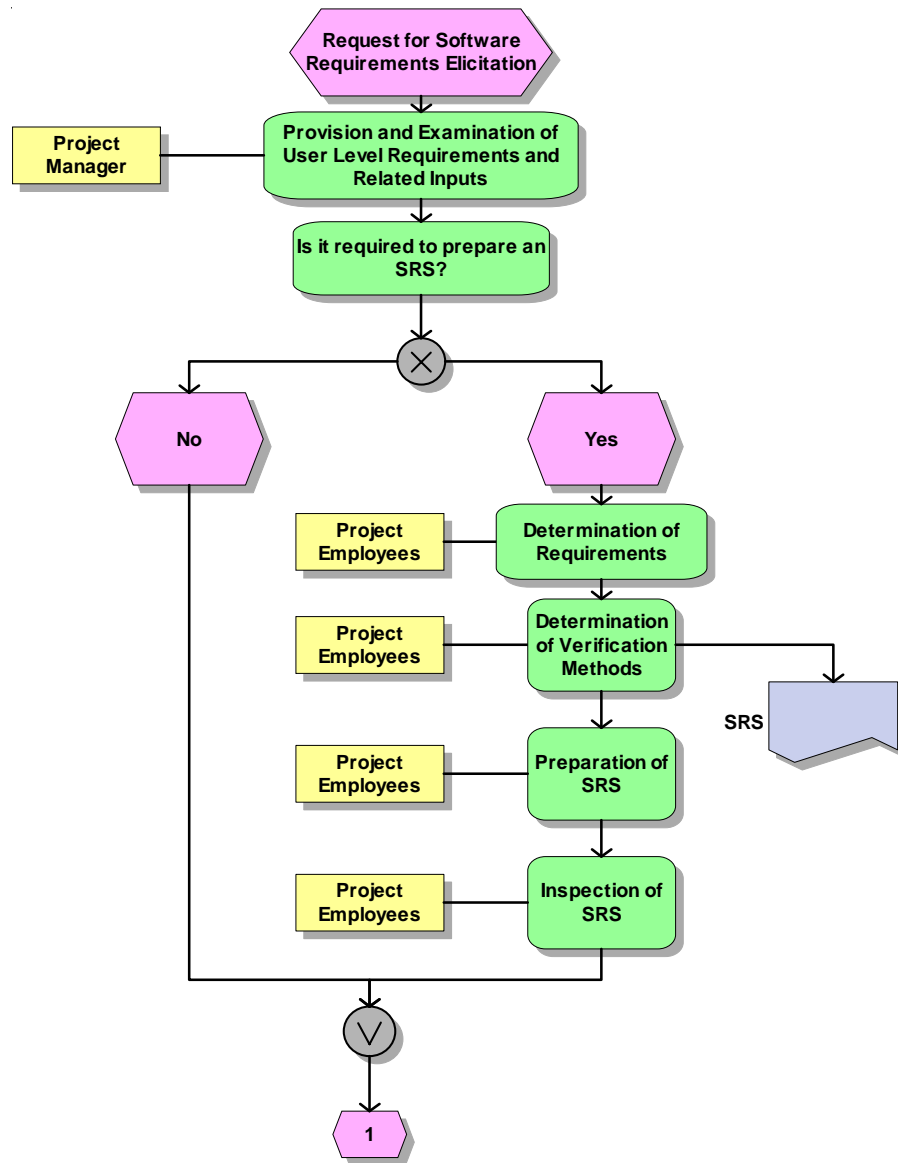 Request for Software
Requirements Elicitation
Project
Manager
Provision and Examination of
User Level Requirements and
Related Inputs
Is it required to prepare an
SRS?
No
Yes
Project
Employees
Determination of
Requirements
Project
Employees
Determination
of Verification
Methods
SRS
Project
Employees
Preparation of
SRS
Project
Employees
Inspection of
SRS
1